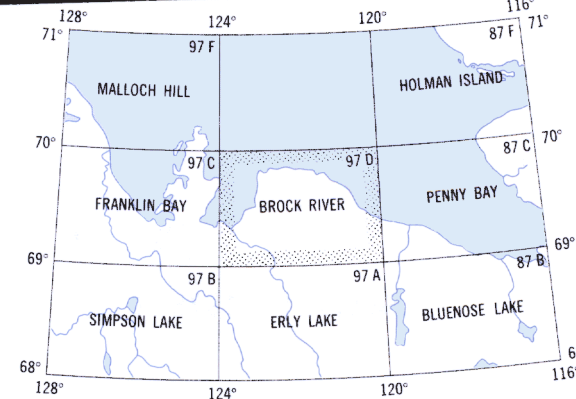 128° 124° 120° 116°
71° 97 F 87 F 71°
MALLOCH HILL HOLMAN ISLAND
70° 97 C 97 D 87 C 70°
FRANKLIN BAY BROCK RIVER PENNY BAY
69° 97 B 97 A 87 B 69°
SIMPSON LAKE ERLY LAKE BLUENOSE LAKE
68°
128° 124° 120° 116°